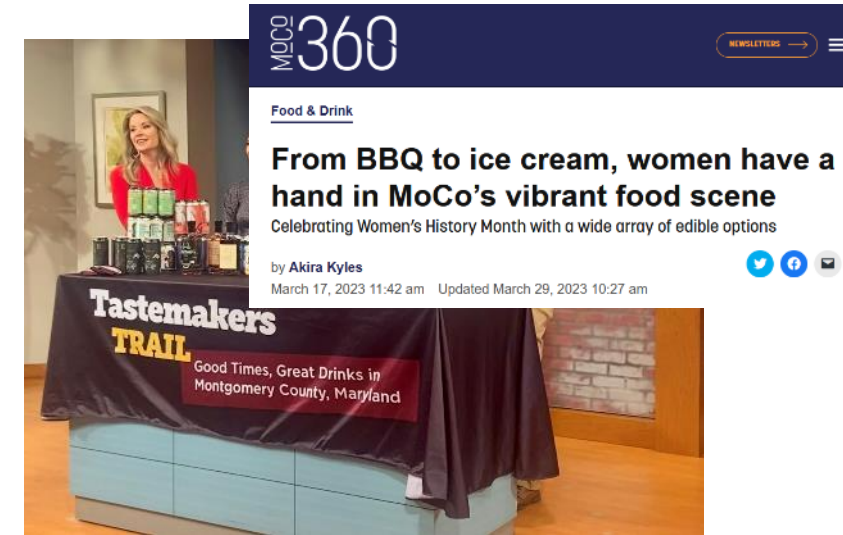 MOCO360
NEWSLETTERS
Food & Drink
From BBQ to ice cream, women have a
hand in MoCo’s vibrant food scene
Celebrating Women’s History Month with a wide array of edible options
by Akira Kyles
March 17, 2023 11:42 am Updated March 29, 2023 10:27 am
Tastemakers
TRAIL
Good Times, Great Drinks in
Montgomery County, Maryland